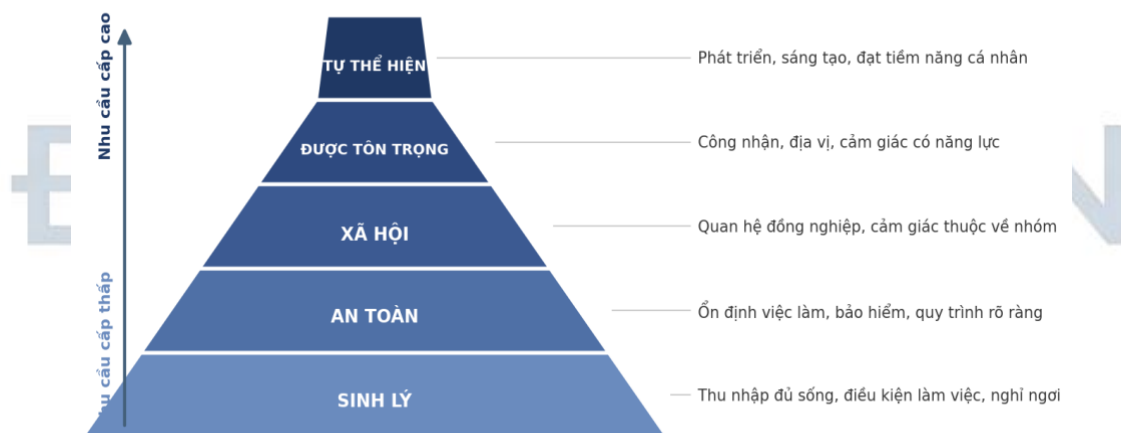 Nhu cầu cấp cao
TỰ THỂ HIỆN
Phát triển, sáng tạo, đạt tiềm năng cá nhân
ĐƯỢC TÔN TRỌNG
Công nhận, địa vị, cảm giác có năng lực
XÃ HỘI
Quan hệ đồng nghiệp, cảm giác thuộc về nhóm
AN TOÀN
Ổn định việc làm, bảo hiểm, quy trình rõ ràng
cầu cấp thấp
SINH LÝ
Thu nhập đủ sống, điều kiện làm việc, nghỉ ngơi